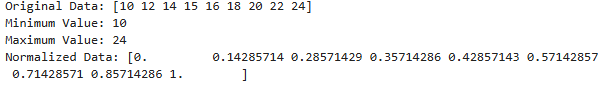 Original Data: [10 12 14 15 16 18 20 22 24]
Minimum Value: 10
Maximum Value: 24
Normalized Data: [0.         0.14285714 0.28571429 0.35714286 0.42857143 0.57142857
 0.71428571 0.85714286 1.        ]